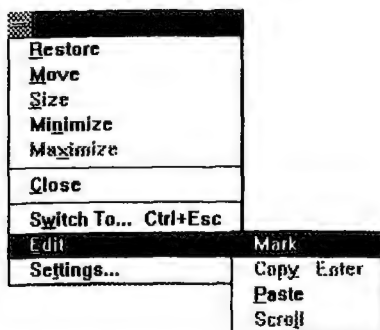 Restore
Move
Size
Minimize
Maximize
Close
Switch To... Ctrl+Esc
Edit Mark
Settings... Copy Enter
Paste
Scroll